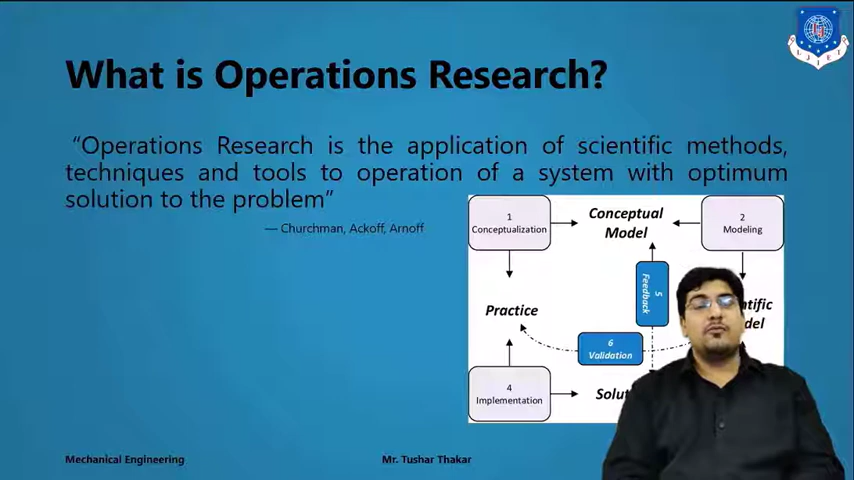 What is Operations Research?
“Operations Research is the application of scientific methods,
techniques and tools to operation of a system with optimum
solution to the problem”
— Churchman, Ackoff, Arnoff
1
Conceptualization
Conceptual
Model
2
Modeling
5
Feedback
Practice
6
Validation
4
Implementation
Mechanical Engineering
Mr. Tushar Thakar